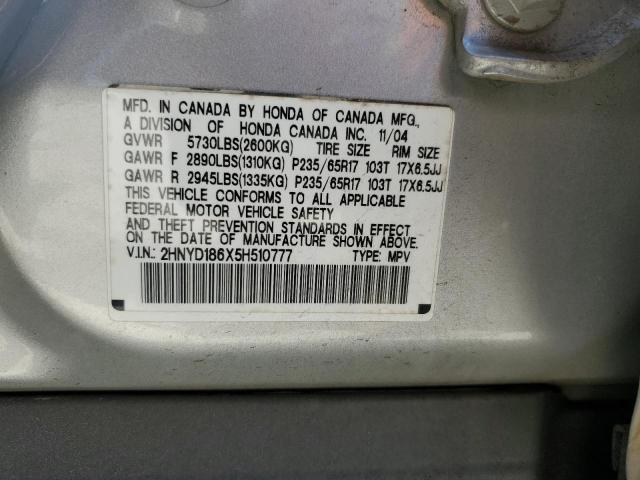 MFD. IN CANADA BY HONDA OF CANADA MFG.,
A DIVISION OF HONDA CANADA INC. 11/04
GVWR 5730LBS(2600KG) TIRE SIZE RIM SIZE
GAWR F 2890LBS(1310KG) P235/65R17 103T 17X6.5JJ
GAWR R 2945LBS(1335KG) P235/65R17 103T 17X6.5JJ
THIS VEHICLE CONFORMS TO ALL APPLICABLE
FEDERAL MOTOR VEHICLE SAFETY
AND THEFT PREVENTION STANDARDS IN EFFECT
ON THE DATE OF MANUFACTURE SHOWN ABOVE.
V.I.N.: 2HNYD186X5H510777 TYPE: MPV